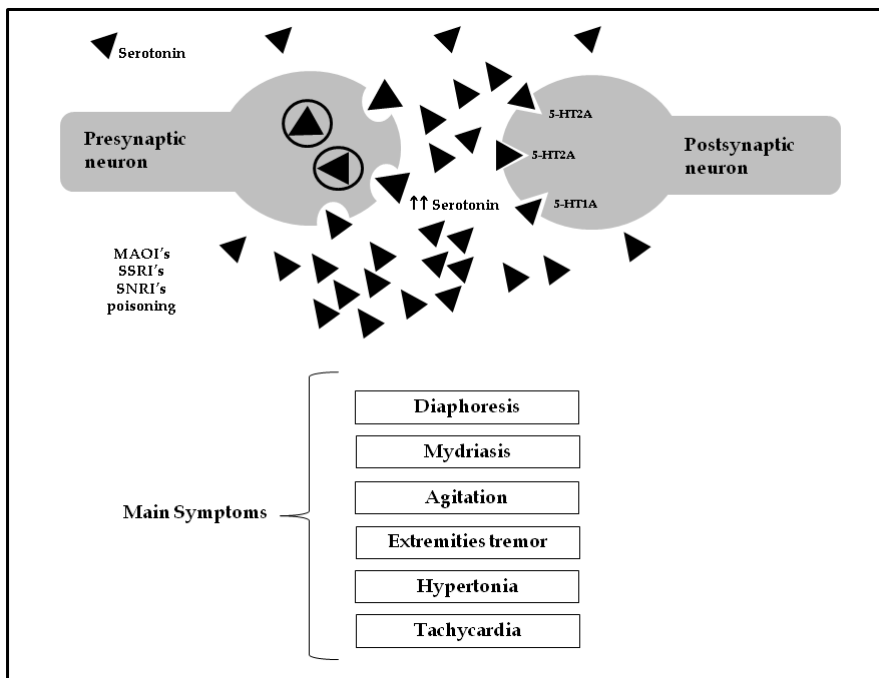 Serotonin
5-HT2A
Presynaptic
neuron
5-HT2A
Postsynaptic
neuron
5-HT1A
↑↑ Serotonin
MAOI's
SSRI's
SNRI's
poisoning
Main Symptoms
Diaphoresis
Mydriasis
Agitation
Extremities tremor
Hypertonia
Tachycardia